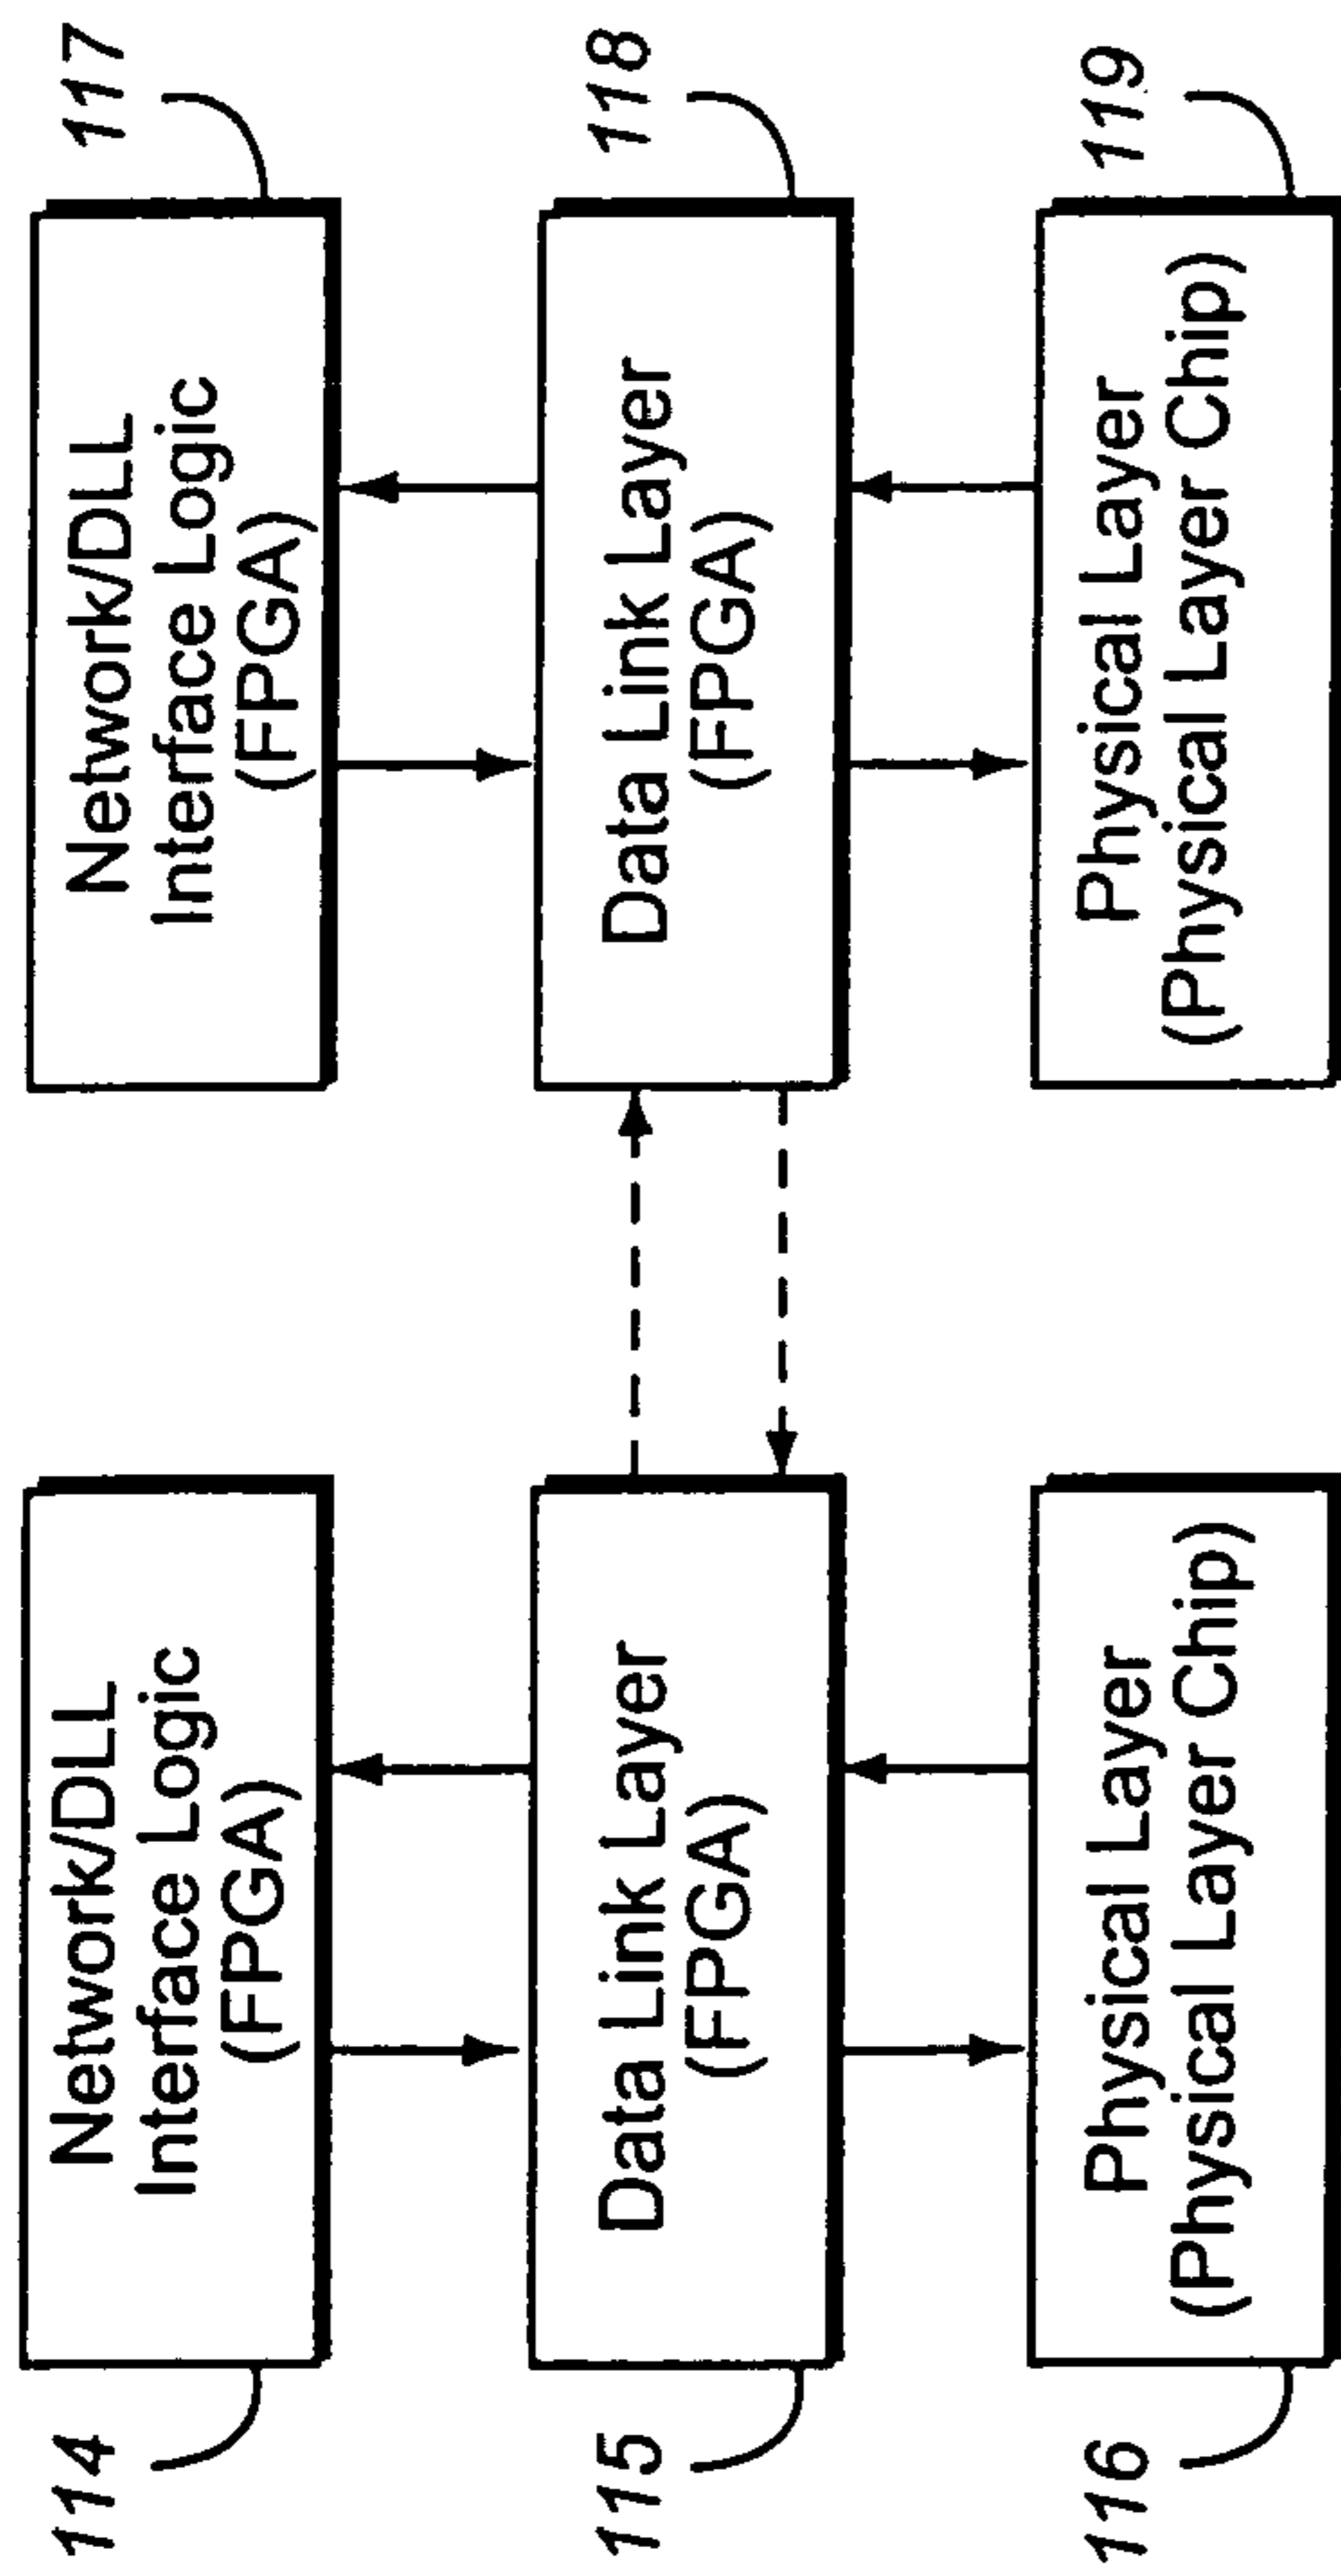 114
Network/DLL
Interface Logic
(FPGA)
115
Data Link Layer
(FPGA)
116
Physical Layer
(Physical Layer Chip)
117
Network/DLL
Interface Logic
(FPGA)
118
Data Link Layer
(FPGA)
119
Physical Layer
(Physical Layer Chip)